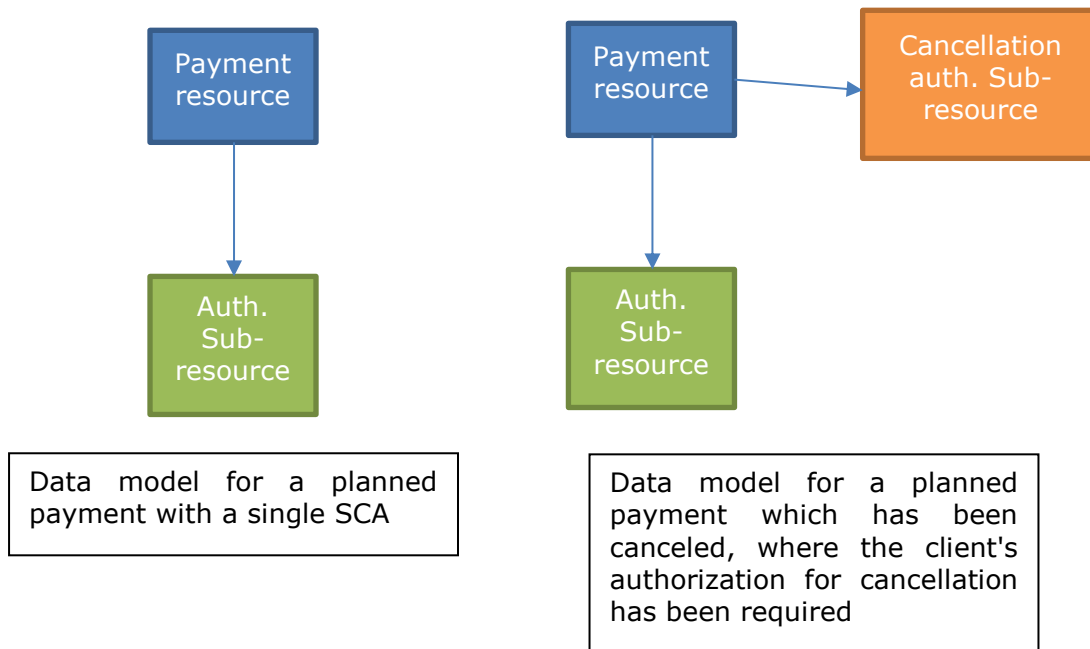 Payment
resource
Auth.
Sub-
resource
Data model for a planned
payment with a single SCA
Payment
resource
Cancellation
auth. Sub-
resource
Auth.
Sub-
resource
Data model for a planned
payment which has been
canceled, where the client's
authorization for cancellation
has been required